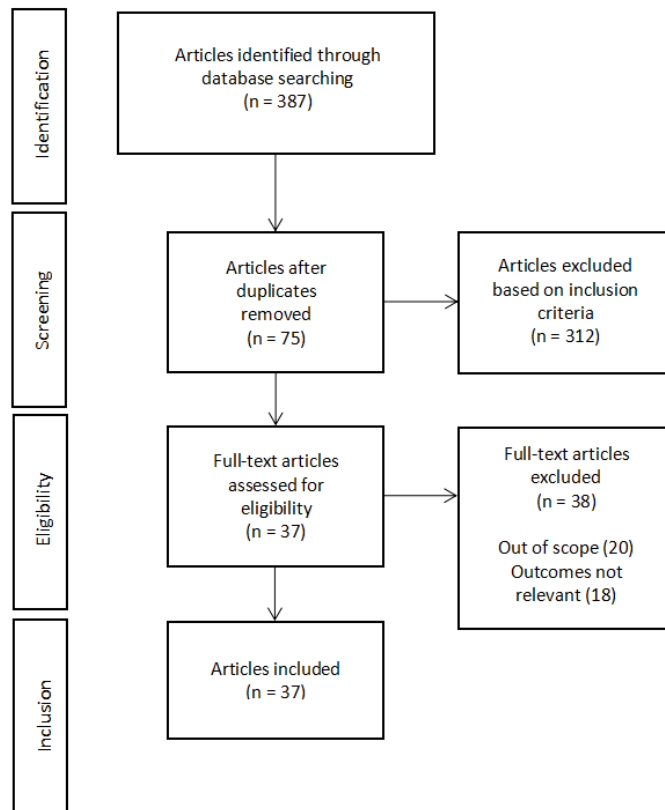 Identification
Articles identified through
database searching
(n = 387)
Screening
Articles after
duplicates
removed
(n = 75)
Articles excluded
based on inclusion
criteria
(n = 312)
Eligibility
Full-text articles
assessed for
eligibility
(n = 37)
Full-text articles
excluded
(n = 38)
Out of scope (20)
Outcomes not
relevant (18)
Inclusion
Articles included
(n = 37)